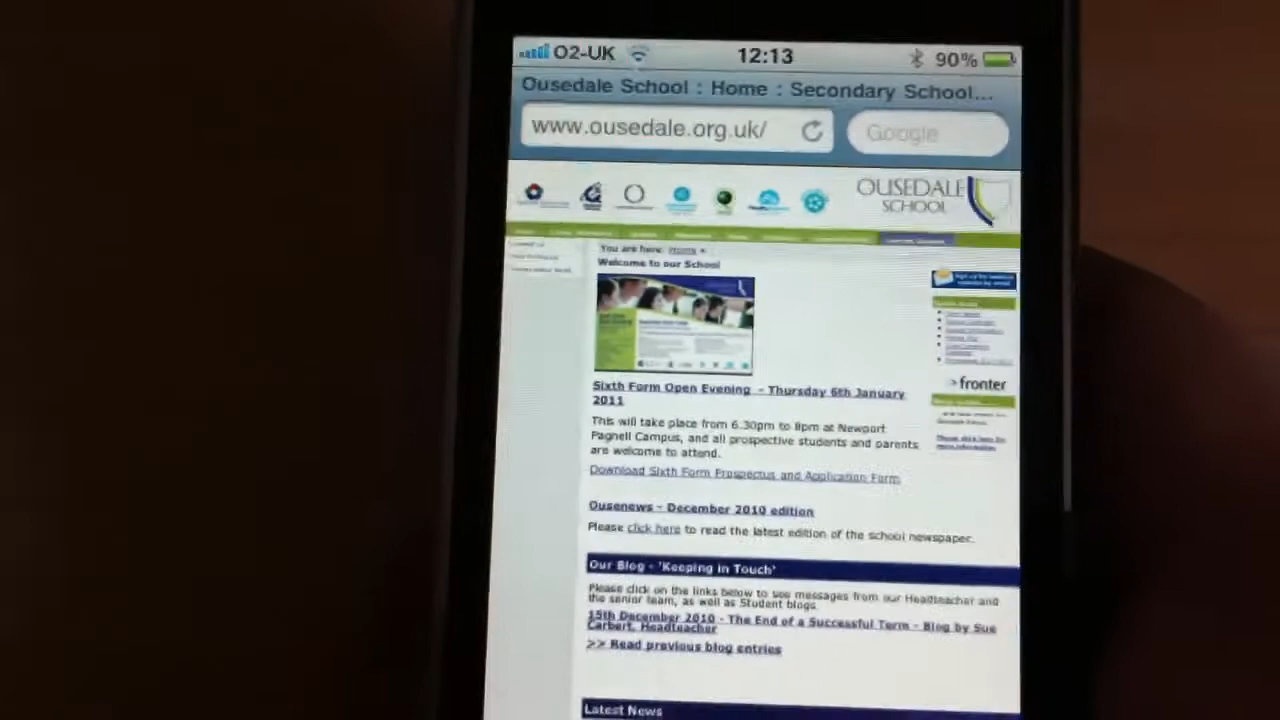 O2-UK 12:13 90%
Ousedale School : Home : Secondary School...
www.ousedale.org.uk/ Google
OUSEDALE
SCHOOL
You are here: Home
Welcome to our School
Sixth Form Open Evening - Thursday 6th January
2011
This will take place from 6.30pm to 8pm at Newport
Pagnell Campus, and all prospective students and parents
are welcome to attend.
Download Sixth Form Prospectus and Application Form
Ousenews - December 2010 edition
Please click here to read the latest edition of the school newspaper.
Our Blog - 'Keeping in Touch'
Please click on the links below to see messages from our Headteacher and
the senior team, as well as Student blogs
15th December 2010 - The End of a Successful Term - Blog by Sue
Carbert, Headteacher
>> Read previous blog entries
Latest News
> fronter